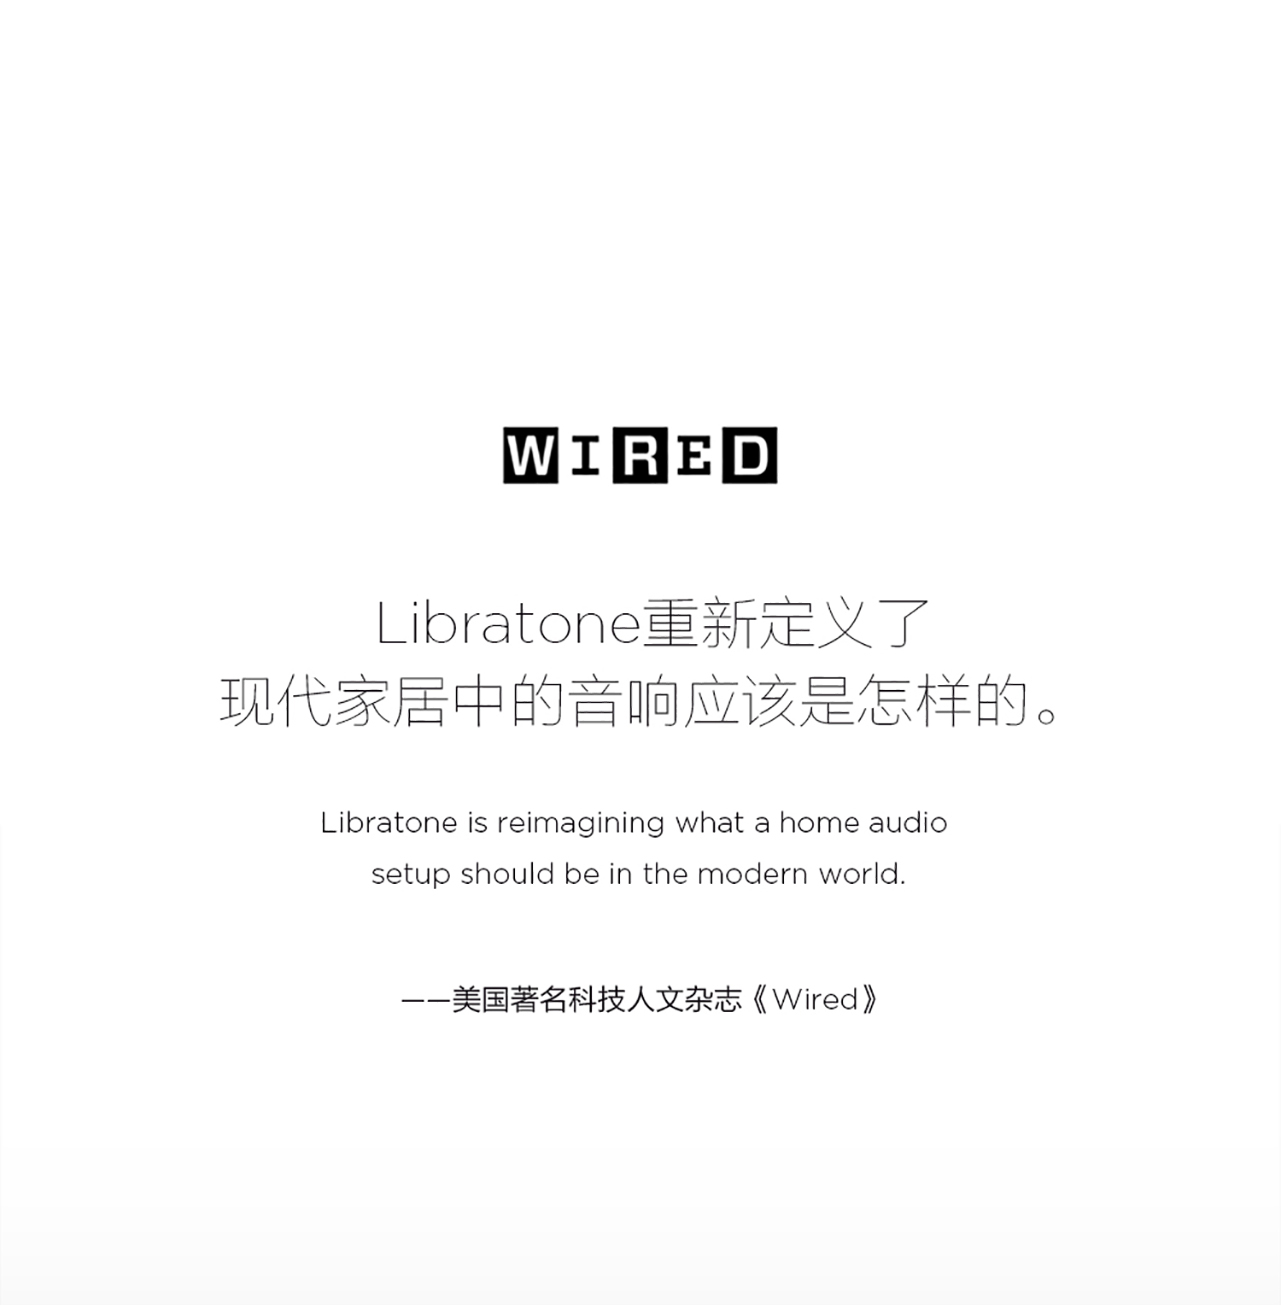 WIRED
Libratone重新定义了
现代家居中的音响应该是怎样的。
Libratone is reimagining what a home audio
setup should be in the modern world.
——美国著名科技人文杂志《Wired》